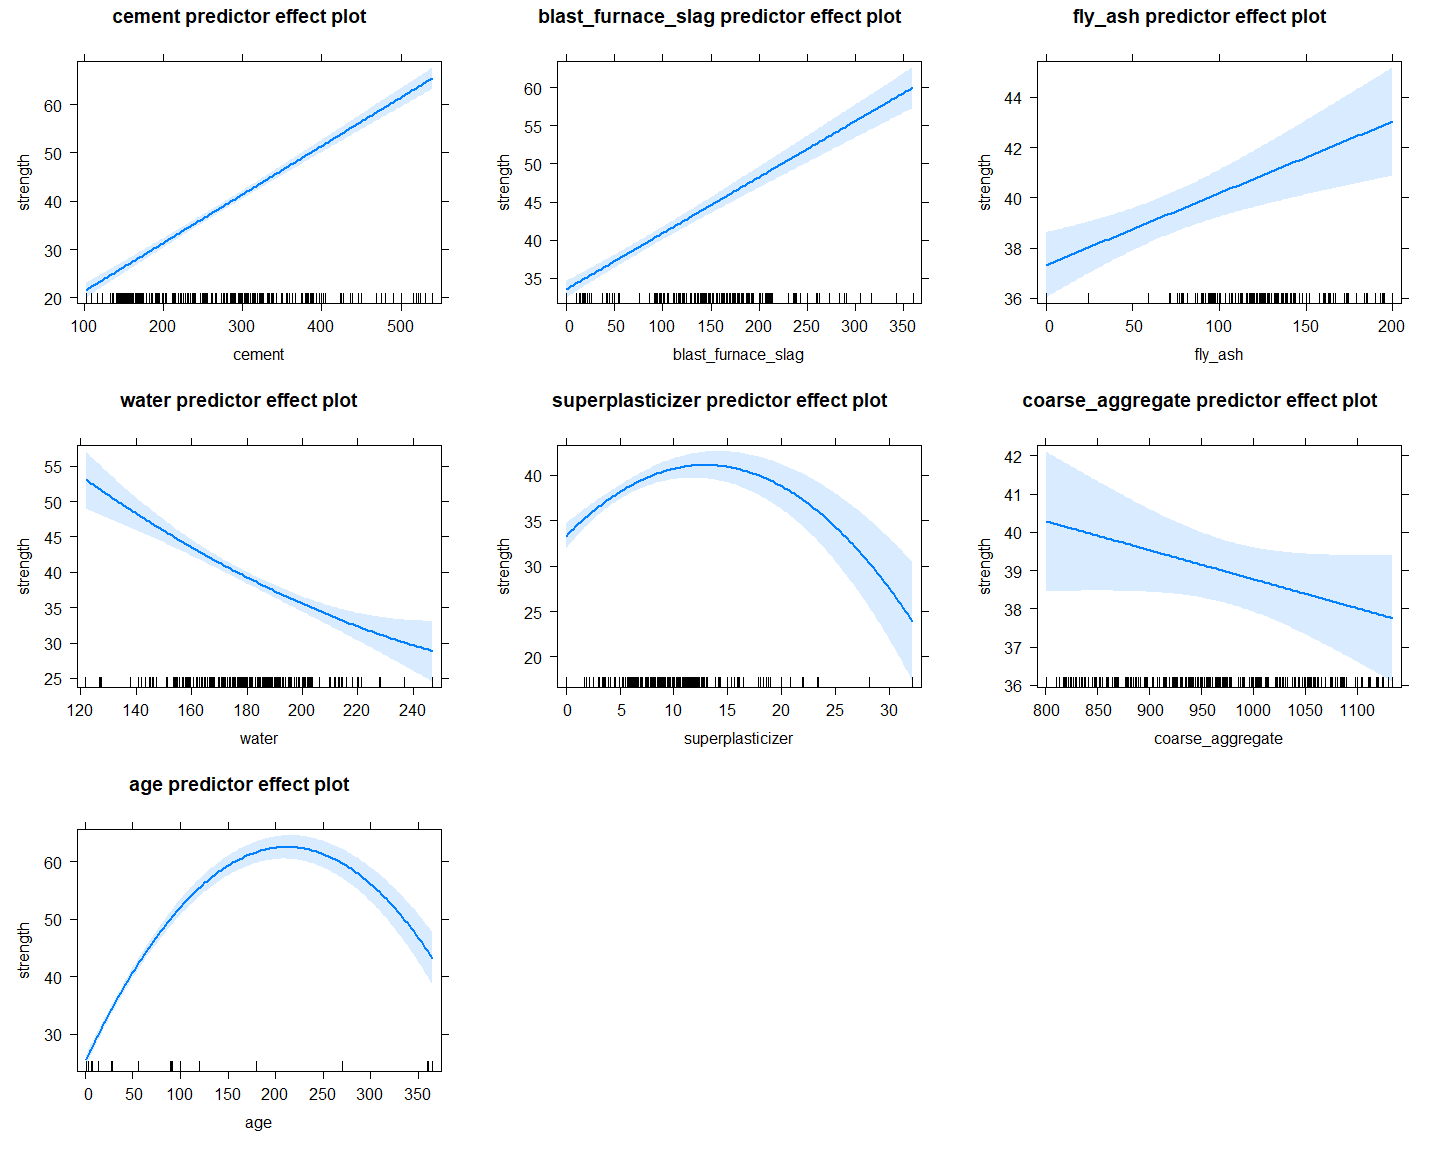 cement predictor effect plot
strength
60
50
40
30
20
100 200 300 400 500
cement
blast_furnace_slag predictor effect plot
strength
60
55
50
45
40
35
0 50 100 150 200 250 300 350
blast_furnace_slag
fly_ash predictor effect plot
strength
44
42
40
38
36
0 50 100 150 200
fly_ash
water predictor effect plot
strength
55
50
45
40
35
30
25
120 140 160 180 200 220 240
water
superplasticizer predictor effect plot
strength
40
35
30
25
20
0 5 10 15 20 25 30
superplasticizer
coarse_aggregate predictor effect plot
strength
42
41
40
39
38
37
36
800 850 900 950 1000 1050 1100
coarse_aggregate
age predictor effect plot
strength
60
50
40
30
0 50 100 150 200 250 300 350
age